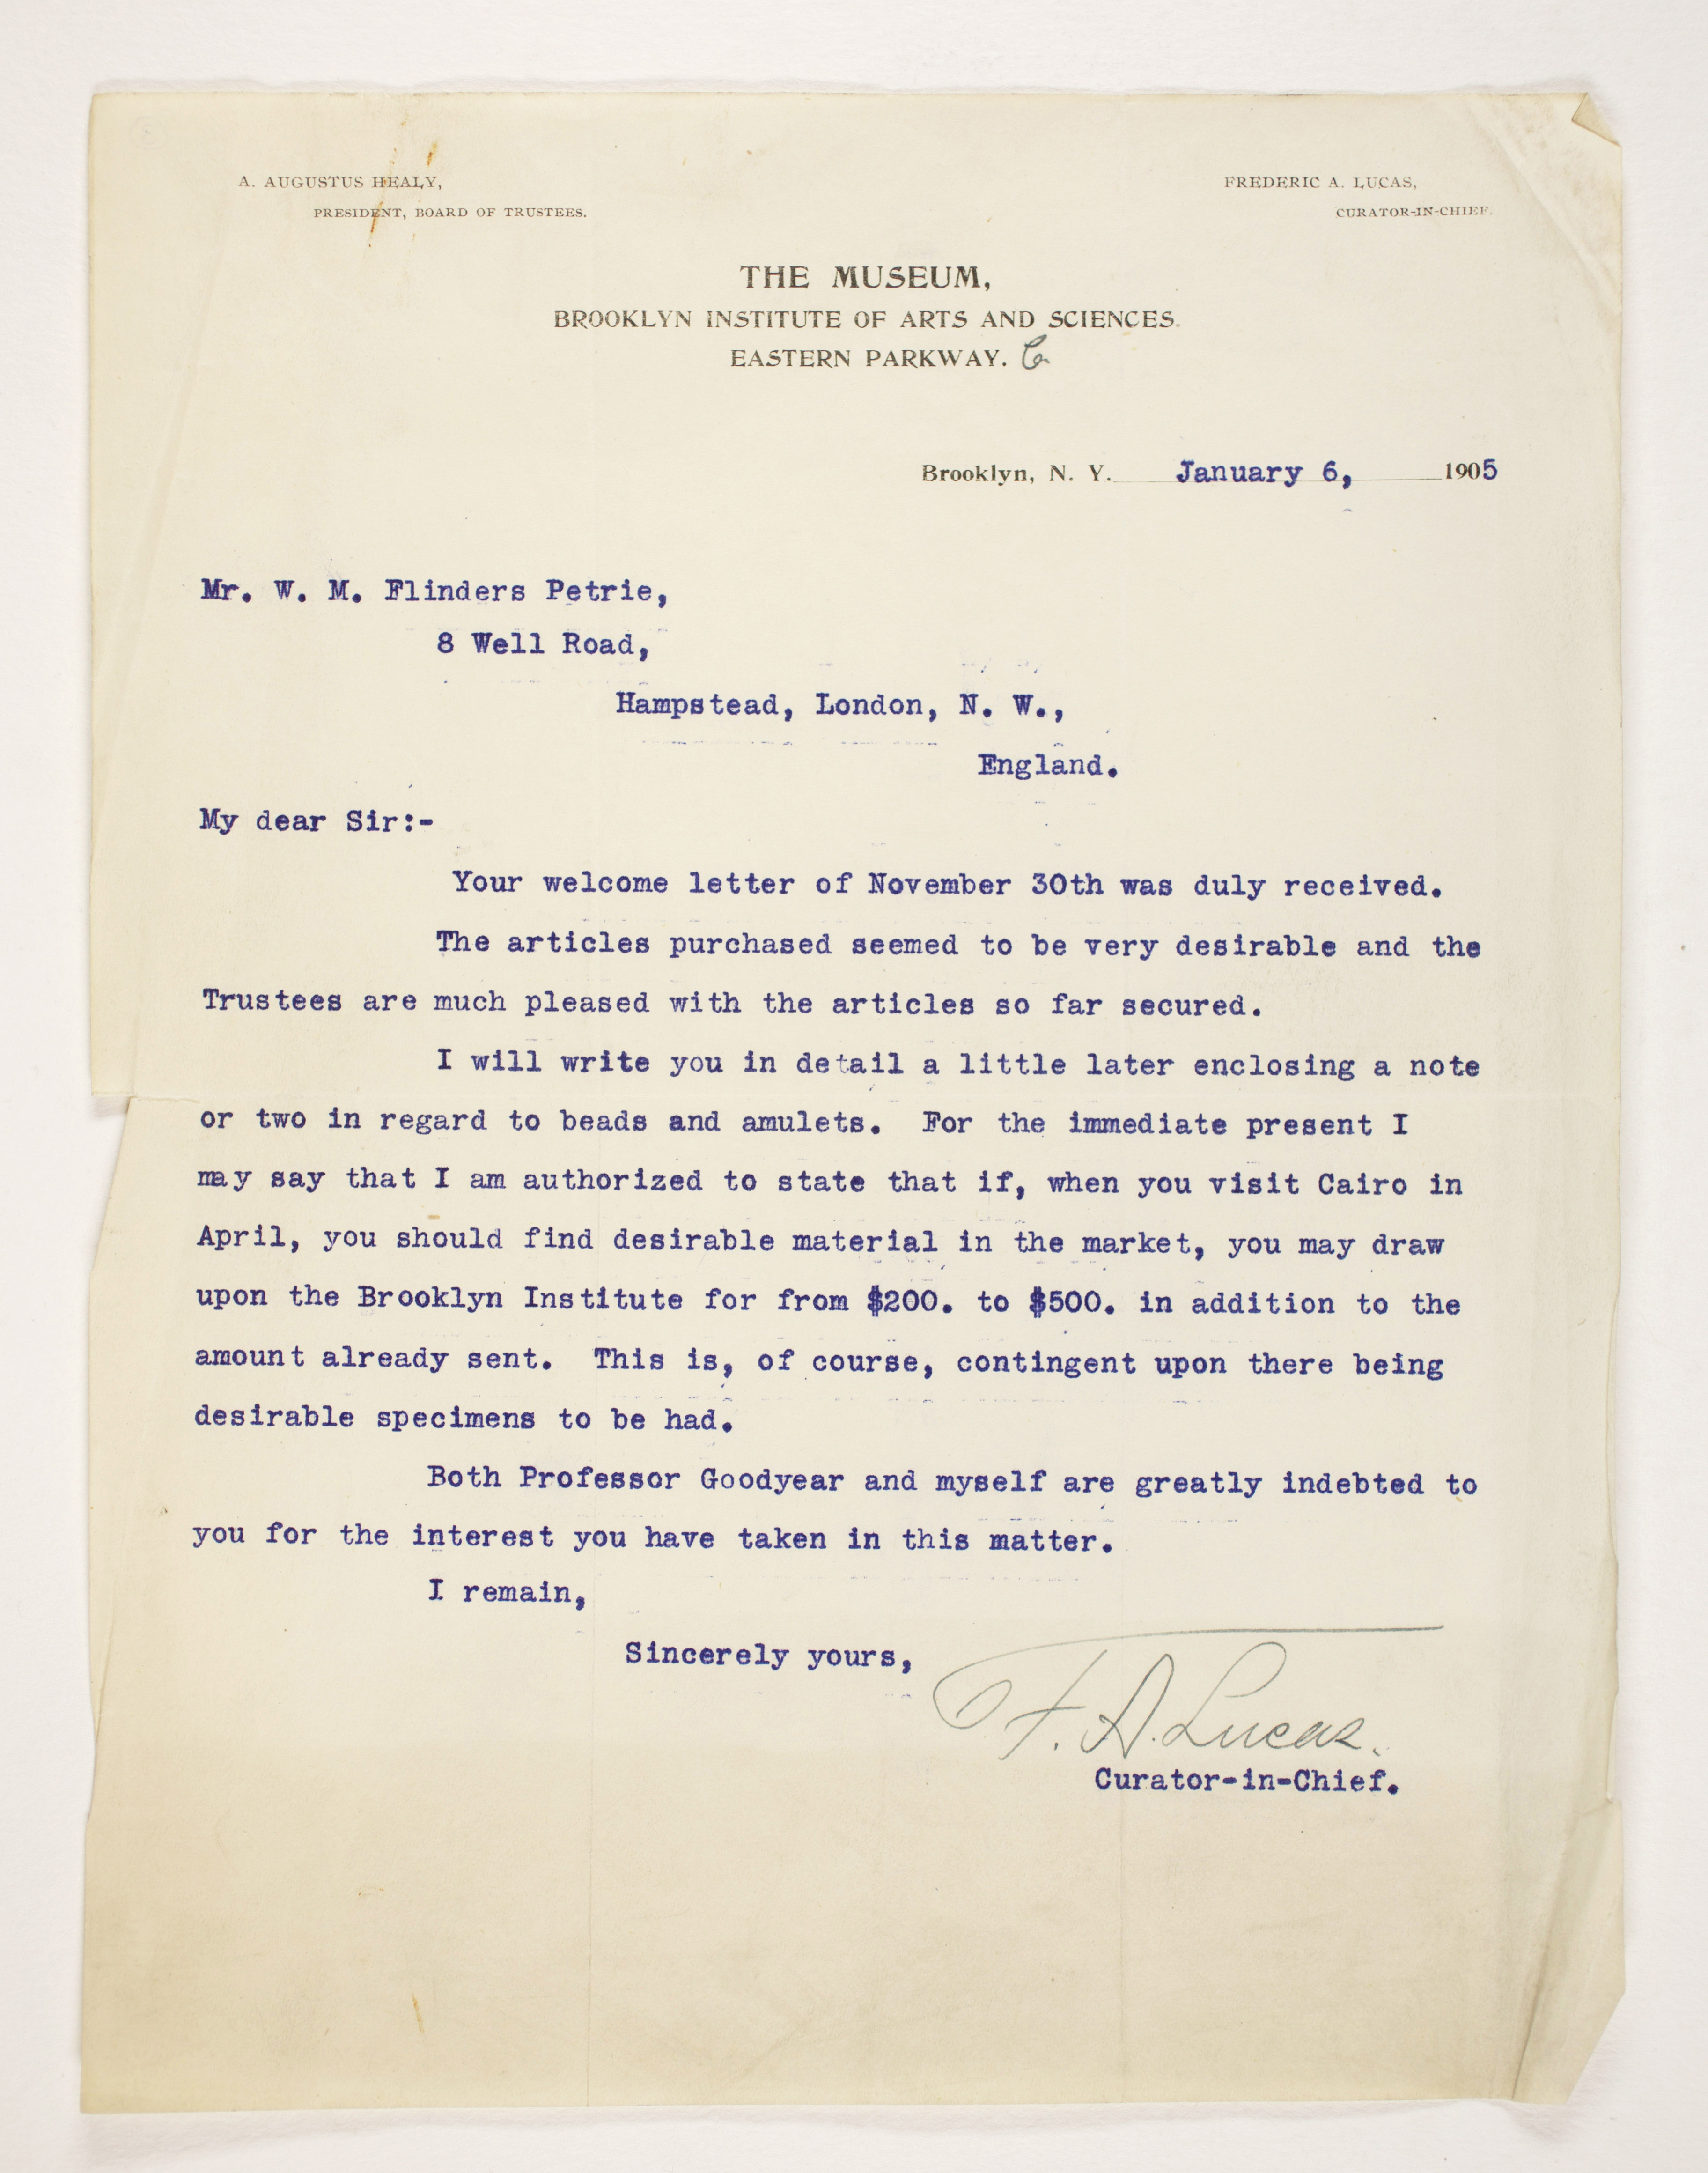 A. AUGUSTUS HEALY,
PRESIDENT, BOARD OF TRUSTEES.
FREDERIC A. LUCAS,
CURATOR-IN-CHIEF.
THE MUSEUM,
BROOKLYN INSTITUTE OF ARTS AND SCIENCES.
EASTERN PARKWAY.
Brooklyn, N. Y. January 6, 1905
Mr. W. M. Flinders Petrie,
8 Well Road,
Hampstead, London, N. W.,
England.
My dear Sir:-
Your welcome letter of November 30th was duly received.
The articles purchased seemed to be very desirable and the
Trustees are much pleased with the articles so far secured.
I will write you in detail a little later enclosing a note
or two in regard to beads and amulets. For the immediate present I
may say that I am authorized to state that if, when you visit Cairo in
April, you should find desirable material in the market, you may draw
upon the Brooklyn Institute for from $200. to $500. in addition to the
amount already sent. This is, of course, contingent upon there being
desirable specimens to be had.
Both Professor Goodyear and myself are greatly indebted to
you for the interest you have taken in this matter.
I remain,
Sincerely yours,
F. A. Lucas.
Curator-in-Chief.